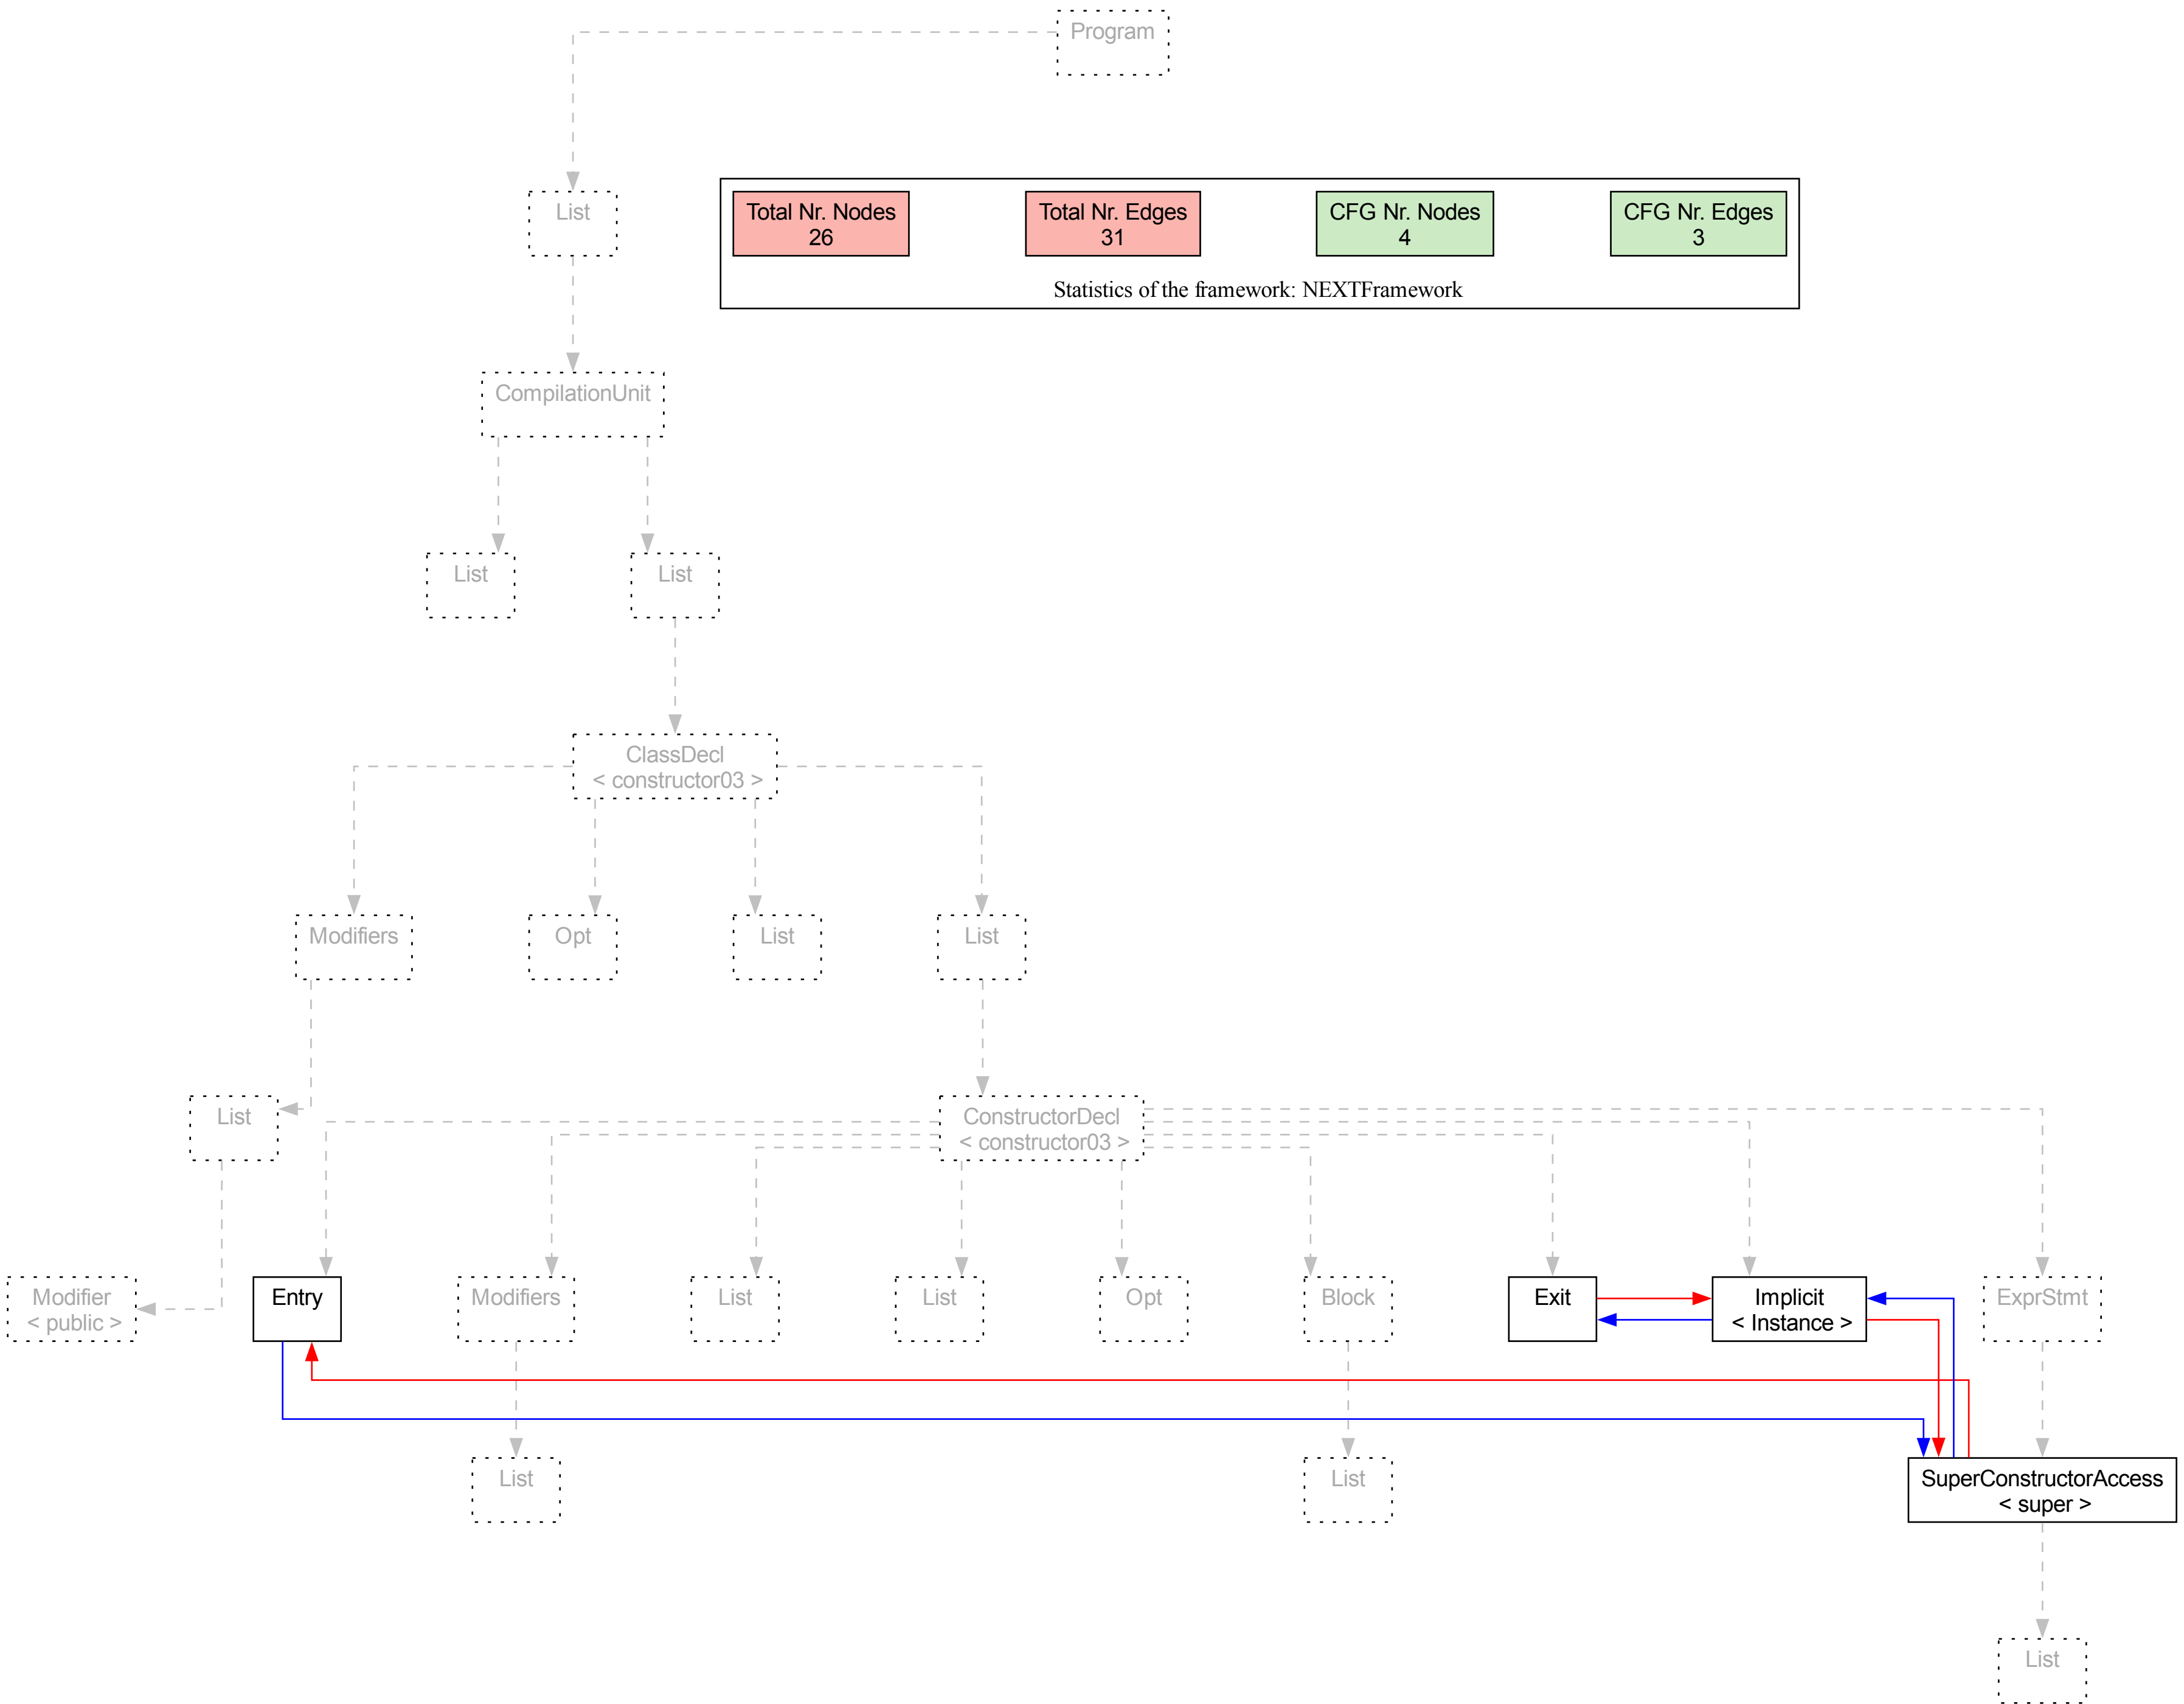 Program
List
Total Nr. Nodes
26
Total Nr. Edges
31
CFG Nr. Nodes
4
CFG Nr. Edges
3
Statistics of the framework: NEXTFramework
CompilationUnit
List
List
ClassDecl
< constructor03 >
Modifiers
Opt
List
List
List
ConstructorDecl
< constructor03 >
Modifier
< public >
Entry
Modifiers
List
List
Opt
Block
Exit
Implicit
< Instance >
ExprStmt
List
List
SuperConstructorAccess
< super >
List